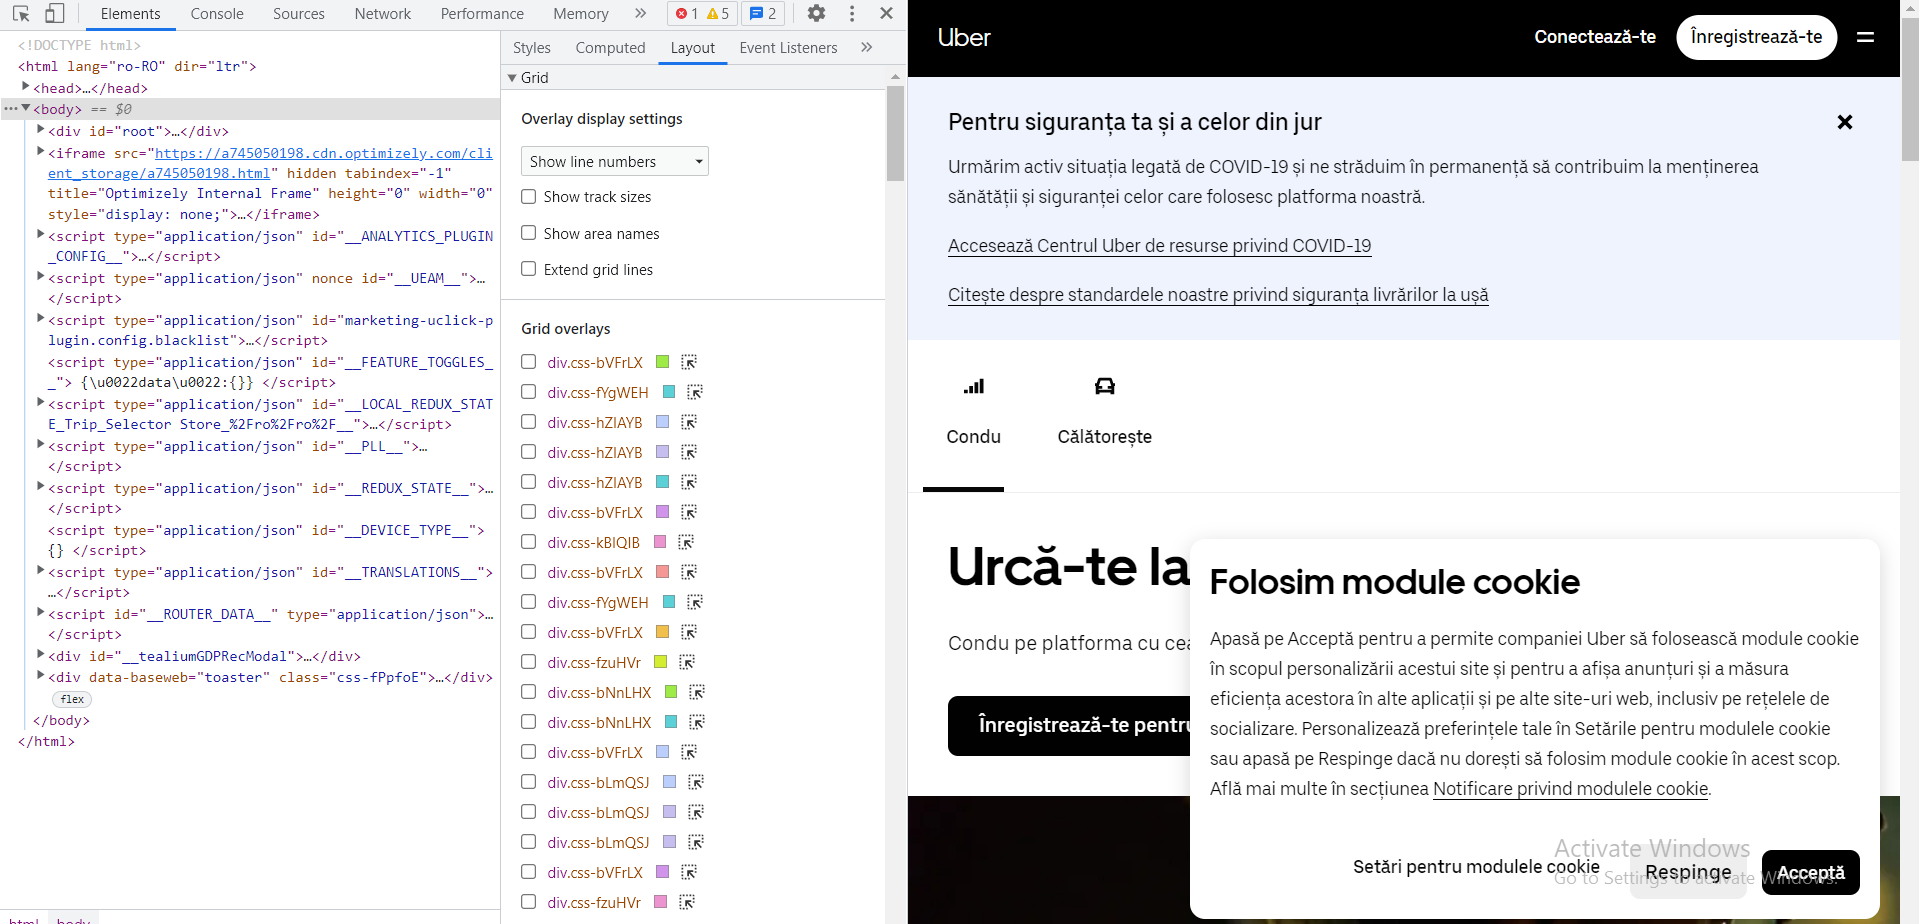 Elements Console Sources Network Performance Memory » 1 5 2
<!DOCTYPE html>
<html lang="ro-RO" dir="ltr">
<head>…</head>
<body> == $0
<div id="root">…</div>
<iframe src="https://a745050198.cdn.optimizely.com/cli
ent_storage/a745050198.html" hidden tabindex="-1"
title="Optimizely Internal Frame" height="0" width="0"
style="display: none;">…</iframe>
<script type="application/json" id="__ANALYTICS_PLUGIN
_CONFIG__">…</script>
<script type="application/json" nonce id="__UEAM__">…
</script>
<script type="application/json" id="marketing-uclick-p
lugin.config.blacklist">…</script>
<script type="application/json" id="__FEATURE_TOGGLES_
_"> {\u0022data\u0022:{}} </script>
<script type="application/json" id="__LOCAL_REDUX_STAT
E_Trip_Selector Store_%2Fro%2Fro%2F__">…</script>
<script type="application/json" id="__PLL__">…
</script>
<script type="application/json" id="__REDUX_STATE__">…
</script>
<script type="application/json" id="__DEVICE_TYPE__">
{} </script>
<script type="application/json" id="__TRANSLATIONS__">
…</script>
<script id="__ROUTER_DATA__" type="application/json">…
</script>
<div id="__tealiumGDPRecModal">…</div>
<div data-baseweb="toaster" class="css-fPpfoE">…</div>
flex
</body>
</html>
html body
Styles Computed Layout Event Listeners »
Grid
Overlay display settings
Show line numbers
Show track sizes
Show area names
Extend grid lines
Grid overlays
div.css-bVFrLX
div.css-fYgWEH
div.css-hZIAYB
div.css-hZIAYB
div.css-hZIAYB
div.css-bVFrLX
div.css-kBIQIB
div.css-bVFrLX
div.css-fYgWEH
div.css-bVFrLX
div.css-fzuHVr
div.css-bNnLHX
div.css-bNnLHX
div.css-bVFrLX
div.css-bLmQSJ
div.css-bLmQSJ
div.css-bLmQSJ
div.css-bVFrLX
div.css-fzuHVr
Uber Conectează-te Înregistrează-te
Pentru siguranța ta și a celor din jur
Urmărim activ situația legată de COVID-19 și ne străduim în permanență să contribuim la menținerea
sănătății și siguranței celor care folosesc platforma noastră.
Accesează Centrul Uber de resurse privind COVID-19
Citește despre standardele noastre privind siguranța livrărilor la ușă
Condu Călătorește
Urcă-te la
Condu pe platforma cu cea
Înregistrează-te pentru
Folosim module cookie
Apasă pe Acceptă pentru a permite companiei Uber să folosească module cookie
în scopul personalizării acestui site și pentru a afișa anunțuri și a măsura
eficiența acestora în alte aplicații și pe alte site-uri web, inclusiv pe rețelele de
socializare. Personalizează preferințele tale în Setările pentru modulele cookie
sau apasă pe Respinge dacă nu dorești să folosim module cookie în acest scop.
Află mai multe în secțiunea Notificare privind modulele cookie.
Setări pentru modulele cookie Respinge Acceptă
Activate Windows
Go to Settings to activate Windows.